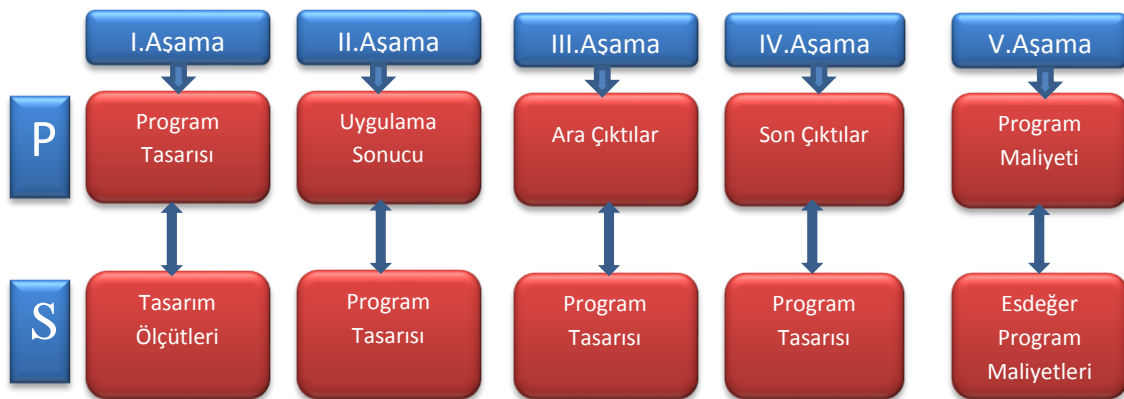 I.Aşama
II.Aşama
III.Aşama
IV.Aşama
V.Aşama
P
Program
Tasarısı
Uygulama
Sonucu
Ara Çıktılar
Son Çıktılar
Program
Maliyeti
S
Tasarım
Ölçütleri
Program
Tasarısı
Program
Tasarısı
Program
Tasarısı
Esdeğer
Program
Maliyetleri